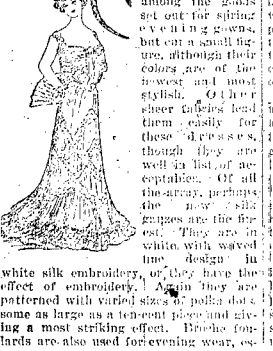 among the goods
set out for spring
evening gowns,
but cut a small fig-
ure, although their
colors are of the
newest and most
stylish. Other
sheer fabrics lend
them easily for
these dresses,
though they are
well in list of ac-
ceptables. Of all
the array, perhaps
the new silk
gauzes are the fin-
est. They are in
white, with waved
line design in
white silk embroidery, or they have the
effect of embroidery. Again they are
patterned with varied sizes of polka dots,
some as large as a ten-cent piece and giv-
ing a most striking effect. Broche fou-
lards are also used for evening wear, es-